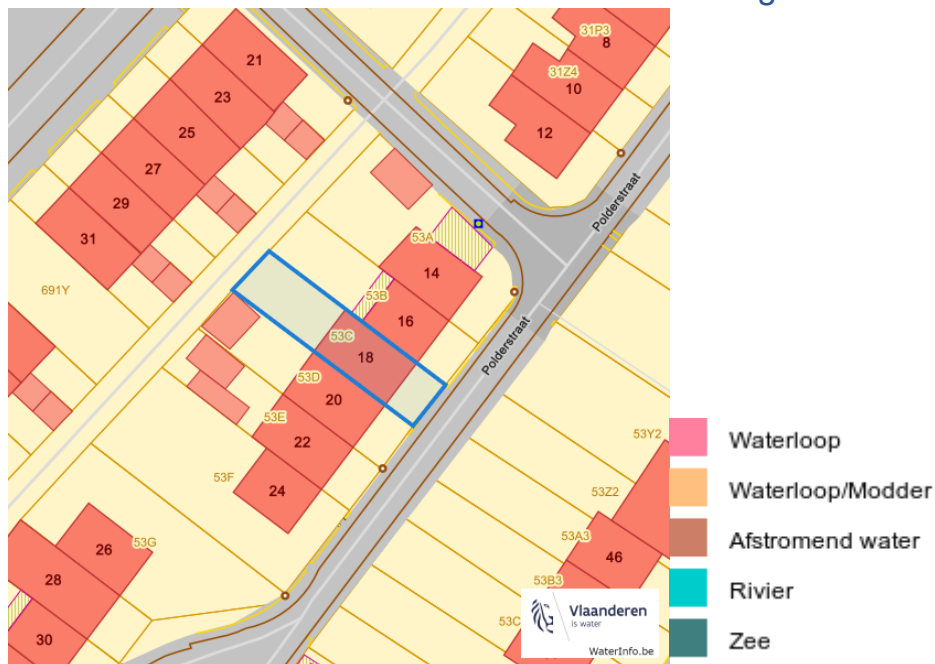 g
31P3
8
21
31Z4
10
23
25
12
27
Polderstraat
29
53A
31
14
691Y
53B
16
53C
18
Polderstraat
53D
20
53E
22
53Y2
53F
24
53Z2
26
53G
53A3
46
28
53B3
30
53C
Vlaanderen
is water
WaterInfo.be
Waterloop
Waterloop/Modder
Afstromend water
Rivier
Zee